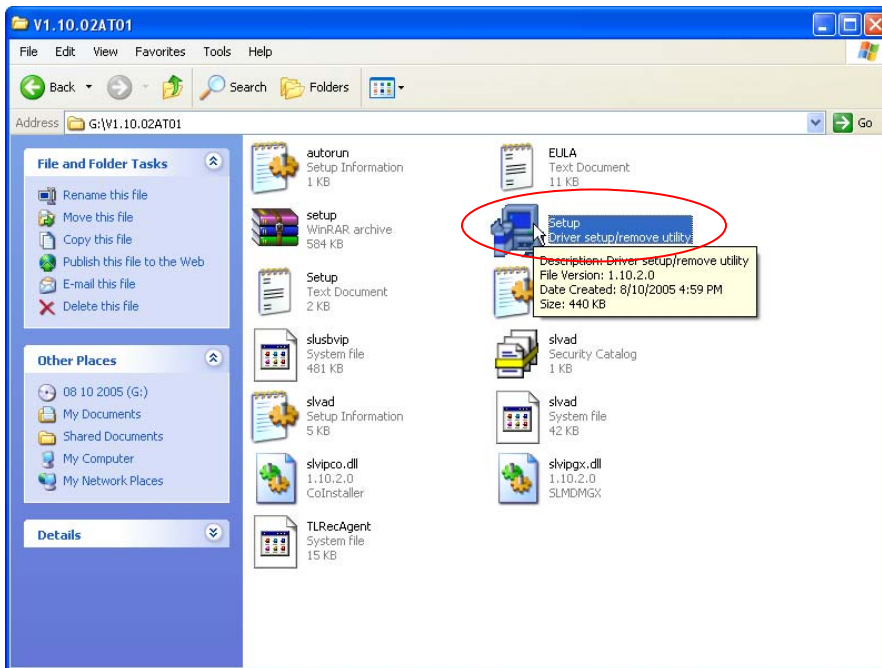 V1.10.02AT01
File Edit View Favorites Tools Help
Back Search Folders
Address G:\V1.10.02AT01 Go
File and Folder Tasks
Rename this file
Move this file
Copy this file
Publish this file to the Web
E-mail this file
Delete this file
Other Places
08 10 2005 (G:)
My Documents
Shared Documents
My Computer
My Network Places
Details
autorun
Setup Information
1 KB
EULA
Text Document
11 KB
setup
WinRAR archive
584 KB
Setup
Driver setup/remove utility
Description: Driver setup/remove utility
File Version: 1.10.2.0
Date Created: 8/10/2005 4:59 PM
Size: 440 KB
Setup
Text Document
2 KB
slusbvip
System file
481 KB
slvad
Security Catalog
1 KB
slvad
Setup Information
5 KB
slvad
System file
42 KB
slvipco.dll
1.10.2.0
CoInstaller
slvipgx.dll
1.10.2.0
SLMDMGX
TLRecAgent
System file
15 KB